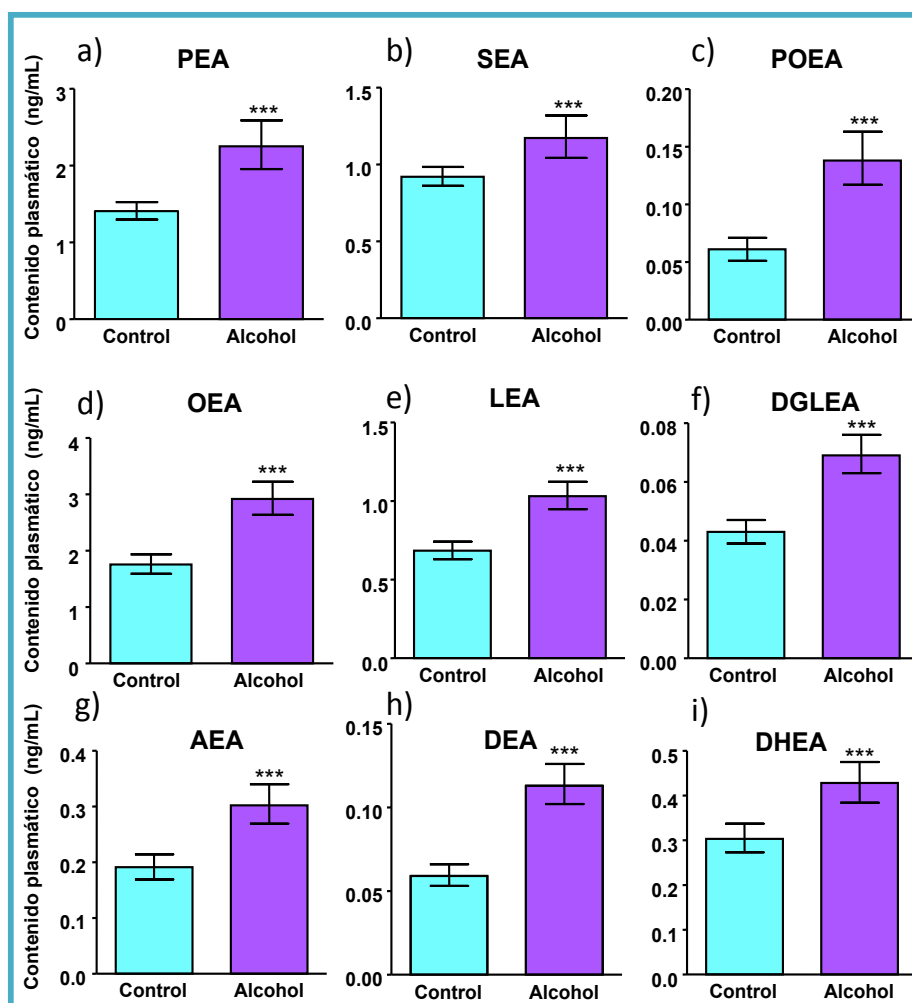 a)
PEA
Contenido plasmático (ng/mL)
3
2
1
0
***
Control
Alcohol
b)
SEA
1.5
1.0
0.5
0.0
***
Control
Alcohol
c)
POEA
0.20
0.15
0.10
0.05
0.00
***
Control
Alcohol
d)
OEA
Contenido plasmático (ng/mL)
4
3
2
1
0
***
Control
Alcohol
e)
LEA
1.5
1.0
0.5
0.0
***
Control
Alcohol
f)
DGLEA
0.08
0.06
0.04
0.02
0.00
***
Control
Alcohol
g)
AEA
Contenido plasmático (ng/mL)
0.4
0.3
0.2
0.1
0.0
***
Control
Alcohol
h)
DEA
0.15
0.10
0.05
0.00
***
Control
Alcohol
i)
DHEA
0.5
0.4
0.3
0.2
0.1
0.0
***
Control
Alcohol